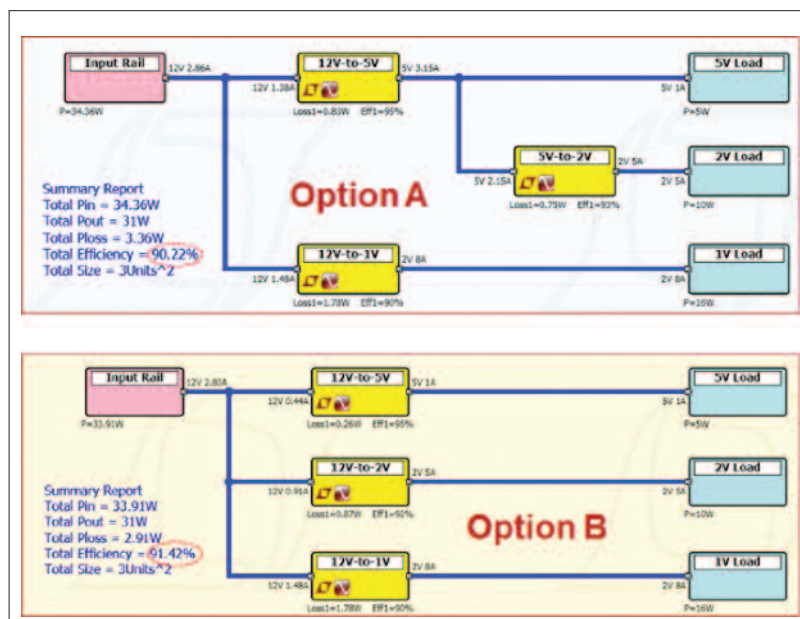 Input Rail
12V 2.86A
P=34.36W
12V-to-5V
5V 3.15A
12V 1.38A
Loss1=0.83W Eff1=95%
5V Load
5V 1A
P=5W
5V-to-2V
2V 5A
5V 2.15A
Loss1=0.75W Eff1=93%
2V Load
2V 5A
P=10W
Option A
Summary Report
Total Pin = 34.36W
Total Pout = 31W
Total Ploss = 3.36W
Total Efficiency = 90.22%
Total Size = 3Units^2
12V-to-1V
2V 8A
12V 1.48A
Loss1=1.78W Eff1=90%
1V Load
2V 8A
P=16W
Input Rail
12V 2.83A
P=33.91W
12V-to-5V
5V 1A
12V 0.44A
Loss1=0.26W Eff1=95%
5V Load
5V 1A
P=5W
12V-to-2V
2V 5A
12V 0.91A
Loss1=0.87W Eff1=92%
2V Load
2V 5A
P=10W
Option B
Summary Report
Total Pin = 33.91W
Total Pout = 31W
Total Ploss = 2.91W
Total Efficiency = 91.42%
Total Size = 3Units^2
12V-to-1V
2V 8A
12V 1.48A
Loss1=1.78W Eff1=90%
1V Load
2V 8A
P=16W